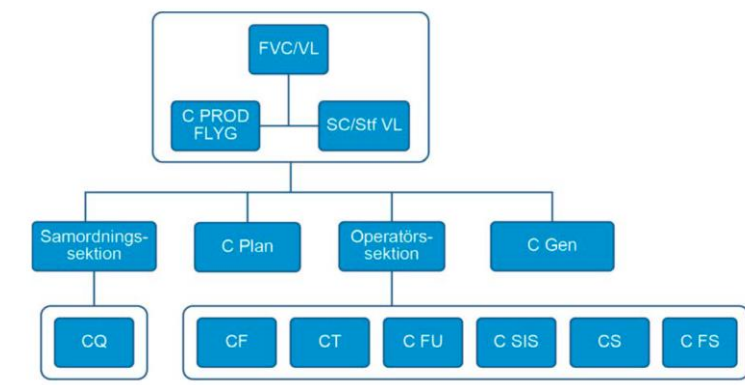 FVC/VL
C PROD
FLYG
SC/Stf VL
Samordnings-
sektion
C Plan
Operatörs-
sektion
C Gen
CQ
CF
CT
C FU
C SIS
CS
C FS